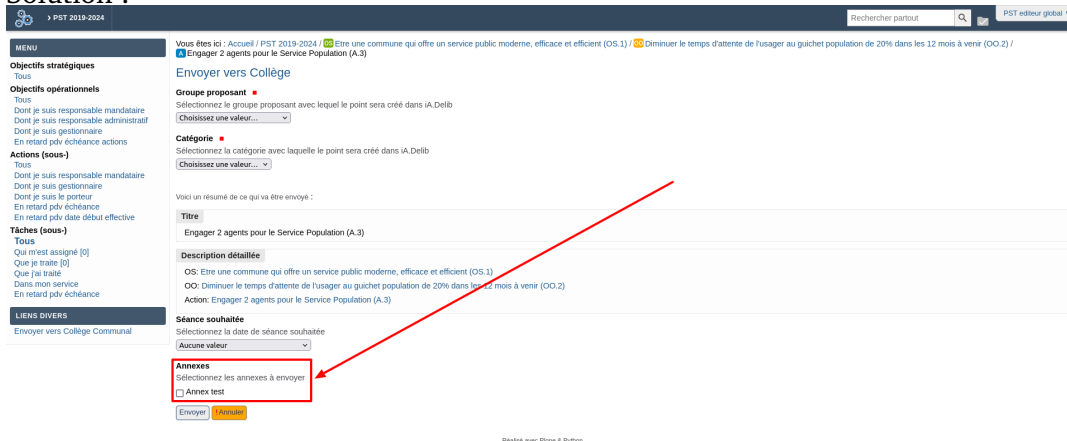 Solution :
> PST 2019-2024
Rechercher partout
PST editeur global
MENU
Objectifs stratégiques
Tous
Objectifs opérationnels
Tous
Dont je suis responsable mandataire
Dont je suis responsable administratif
Dont je suis gestionnaire
En retard pdv échéance actions
Actions (sous-)
Tous
Dont je suis responsable mandataire
Dont je suis gestionnaire
Dont je suis le porteur
En retard pdv échéance
En retard pdv date début effective
Tâches (sous-)
Tous
Qui m'est assigné [0]
Que je traite [0]
Que j'ai traité
Dans mon service
En retard pdv échéance
LIENS DIVERS
Envoyer vers Collège Communal
Vous êtes ici : Accueil / PST 2019-2024 / OS Etre une commune qui offre un service public moderne, efficace et efficient (OS.1) / OO Diminuer le temps d'attente de l'usager au guichet population de 20% dans les 12 mois à venir (OO.2) /
A Engager 2 agents pour le Service Population (A.3)
Envoyer vers Collège
Groupe proposant
Sélectionnez le groupe proposant avec lequel le point sera créé dans iA.Delib
Choisissez une valeur...
Catégorie
Sélectionnez la catégorie avec laquelle le point sera créé dans iA.Delib
Choisissez une valeur...
Voici un résumé de ce qui va être envoyé :
Titre
Engager 2 agents pour le Service Population (A.3)
Description détaillée
OS: Etre une commune qui offre un service public moderne, efficace et efficient (OS.1)
OO: Diminuer le temps d'attente de l'usager au guichet population de 20% dans les 12 mois à venir (OO.2)
Action: Engager 2 agents pour le Service Population (A.3)
Séance souhaitée
Sélectionnez la date de séance souhaitée
Aucune valeur
Annexes
Sélectionnez les annexes à envoyer
Annex test
Envoyer
! Annuler
Réalisé avec Plone & Python